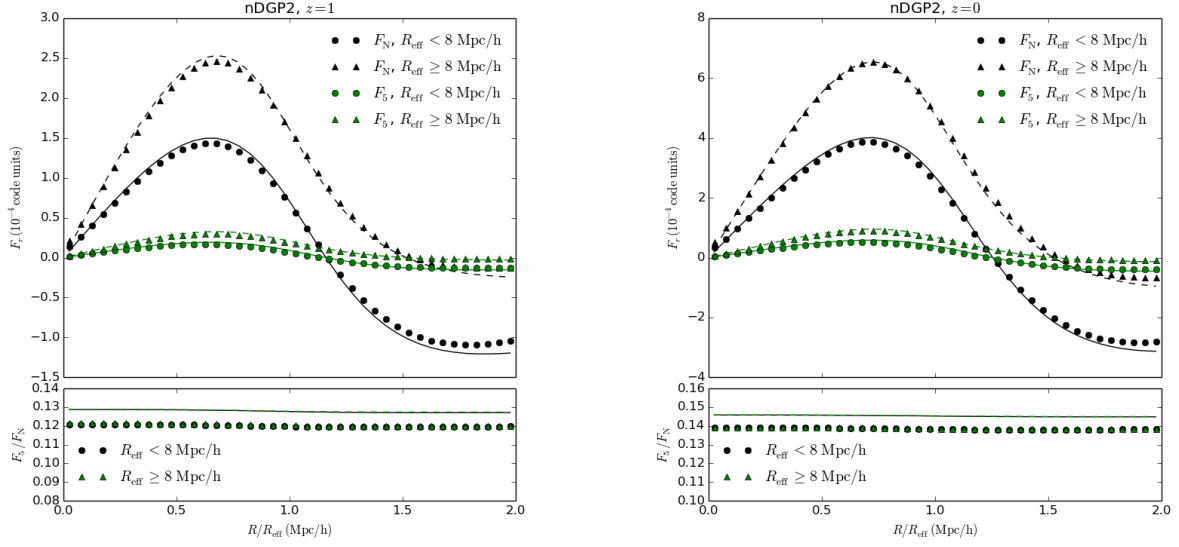 nDGP2, z=1
3.0
2.5
2.0
1.5
1.0
0.5
0.0
−0.5
−1.0
−1.5
F_r (10^{-4} code units)
F_N, R_eff < 8 Mpc/h
F_N, R_eff ≥ 8 Mpc/h
F_5, R_eff < 8 Mpc/h
F_5, R_eff ≥ 8 Mpc/h
0.14
0.13
0.12
0.11
0.10
0.09
0.08
F_5/F_N
R_eff < 8 Mpc/h
R_eff ≥ 8 Mpc/h
0.0 0.5 1.0 1.5 2.0
R/R_eff (Mpc/h)
nDGP2, z=0
8
6
4
2
0
−2
−4
F_r (10^{-4} code units)
F_N, R_eff < 8 Mpc/h
F_N, R_eff ≥ 8 Mpc/h
F_5, R_eff < 8 Mpc/h
F_5, R_eff ≥ 8 Mpc/h
0.16
0.15
0.14
0.13
0.12
0.11
0.10
F_5/F_N
R_eff < 8 Mpc/h
R_eff ≥ 8 Mpc/h
0.0 0.5 1.0 1.5 2.0
R/R_eff (Mpc/h)